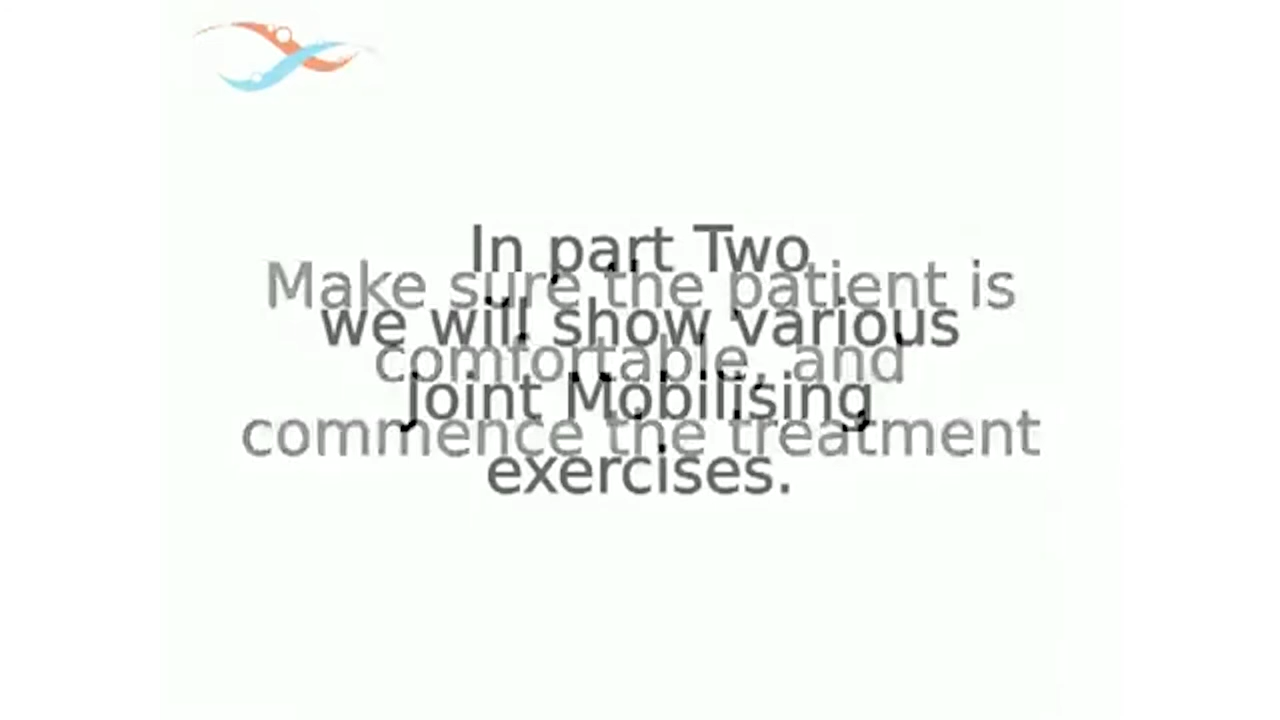 In part Two
we will show various
Joint Mobilising
exercises.
Make sure the patient is
comfortable, and
commence the treatment